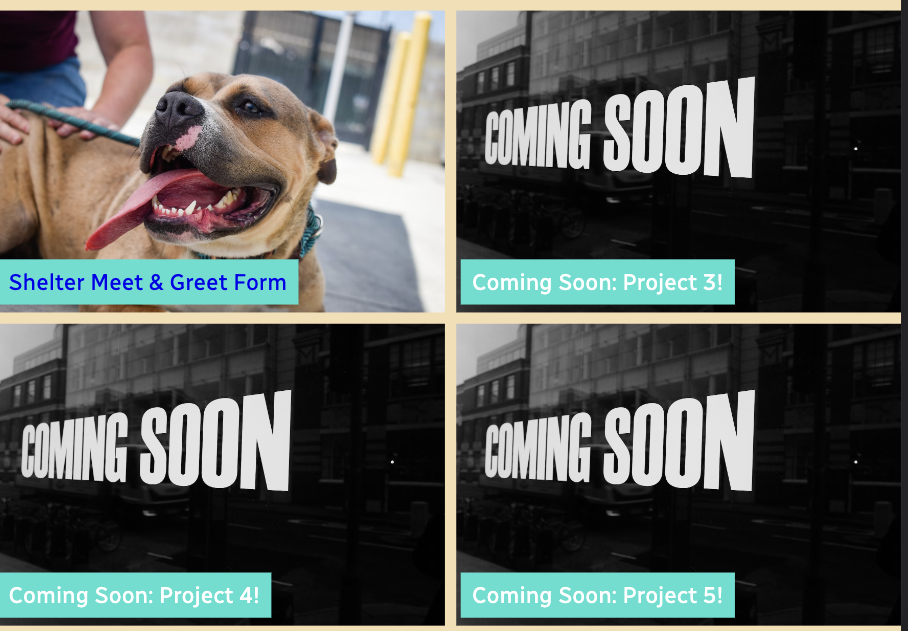 Shelter Meet & Greet Form
COMING SOON
Coming Soon: Project 3!
COMING SOON
Coming Soon: Project 4!
COMING SOON
Coming Soon: Project 5!